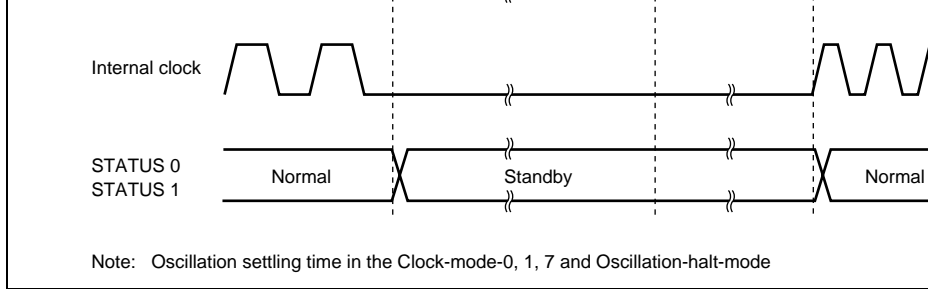 Internal clock
STATUS 0
STATUS 1
Normal
Standby
Normal
Note: Oscillation settling time in the Clock-mode-0, 1, 7 and Oscillation-halt-mode